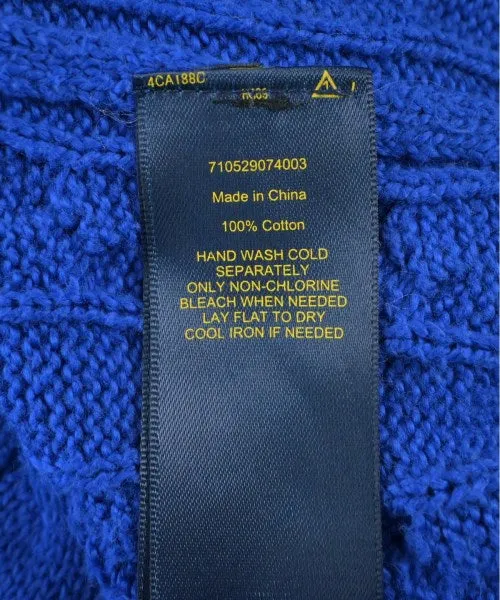 4CA188C
710529074003
Made in China
100% Cotton
HAND WASH COLD
SEPARATELY
ONLY NON-CHLORINE
BLEACH WHEN NEEDED
LAY FLAT TO DRY
COOL IRON IF NEEDED